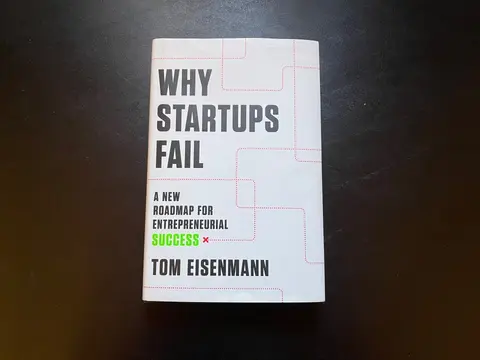 WHY
STARTUPS
FAIL
A NEW
ROADMAP FOR
ENTREPRENEURIAL
SUCCESS ×
TOM EISENMANN